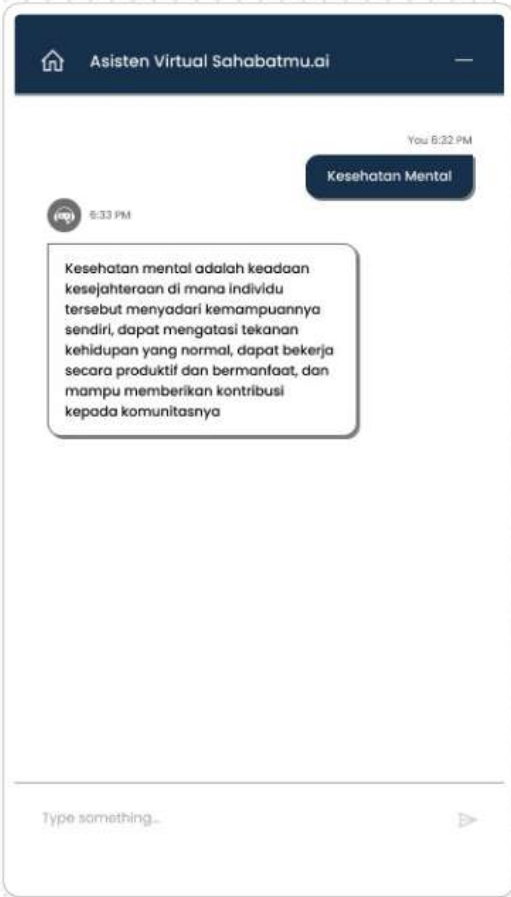 Asisten Virtual Sahabatmu.ai
You 6:32 PM
Kesehatan Mental
6:33 PM
Kesehatan mental adalah keadaan
kesejahteraan di mana individu
tersebut menyadari kemampuannya
sendiri, dapat mengatasi tekanan
kehidupan yang normal, dapat bekerja
secara produktif dan bermanfaat, dan
mampu memberikan kontribusi
kepada komunitasnya
Type something...